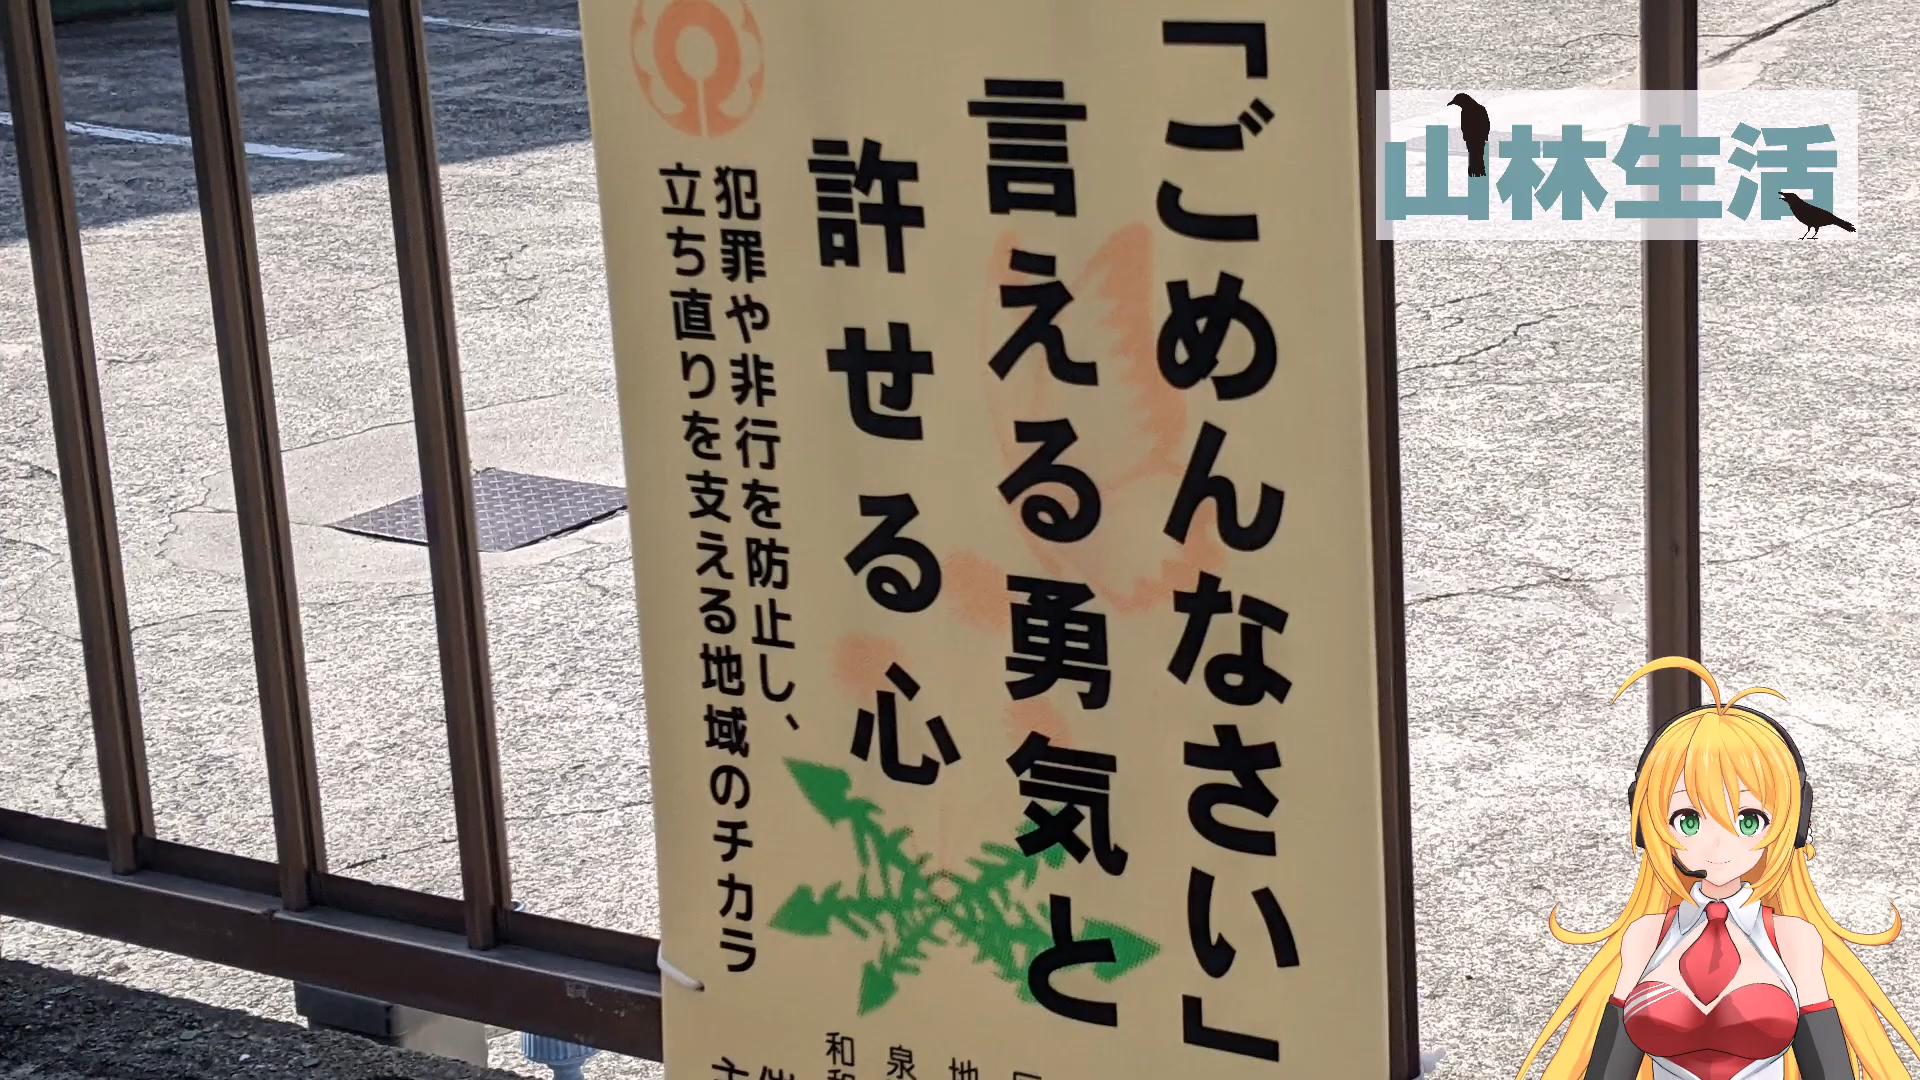 「ごめんなさい」
言える勇気と
許せる心
犯罪や非行を防止し、
立ち直りを支える地域のチカラ
山林生活